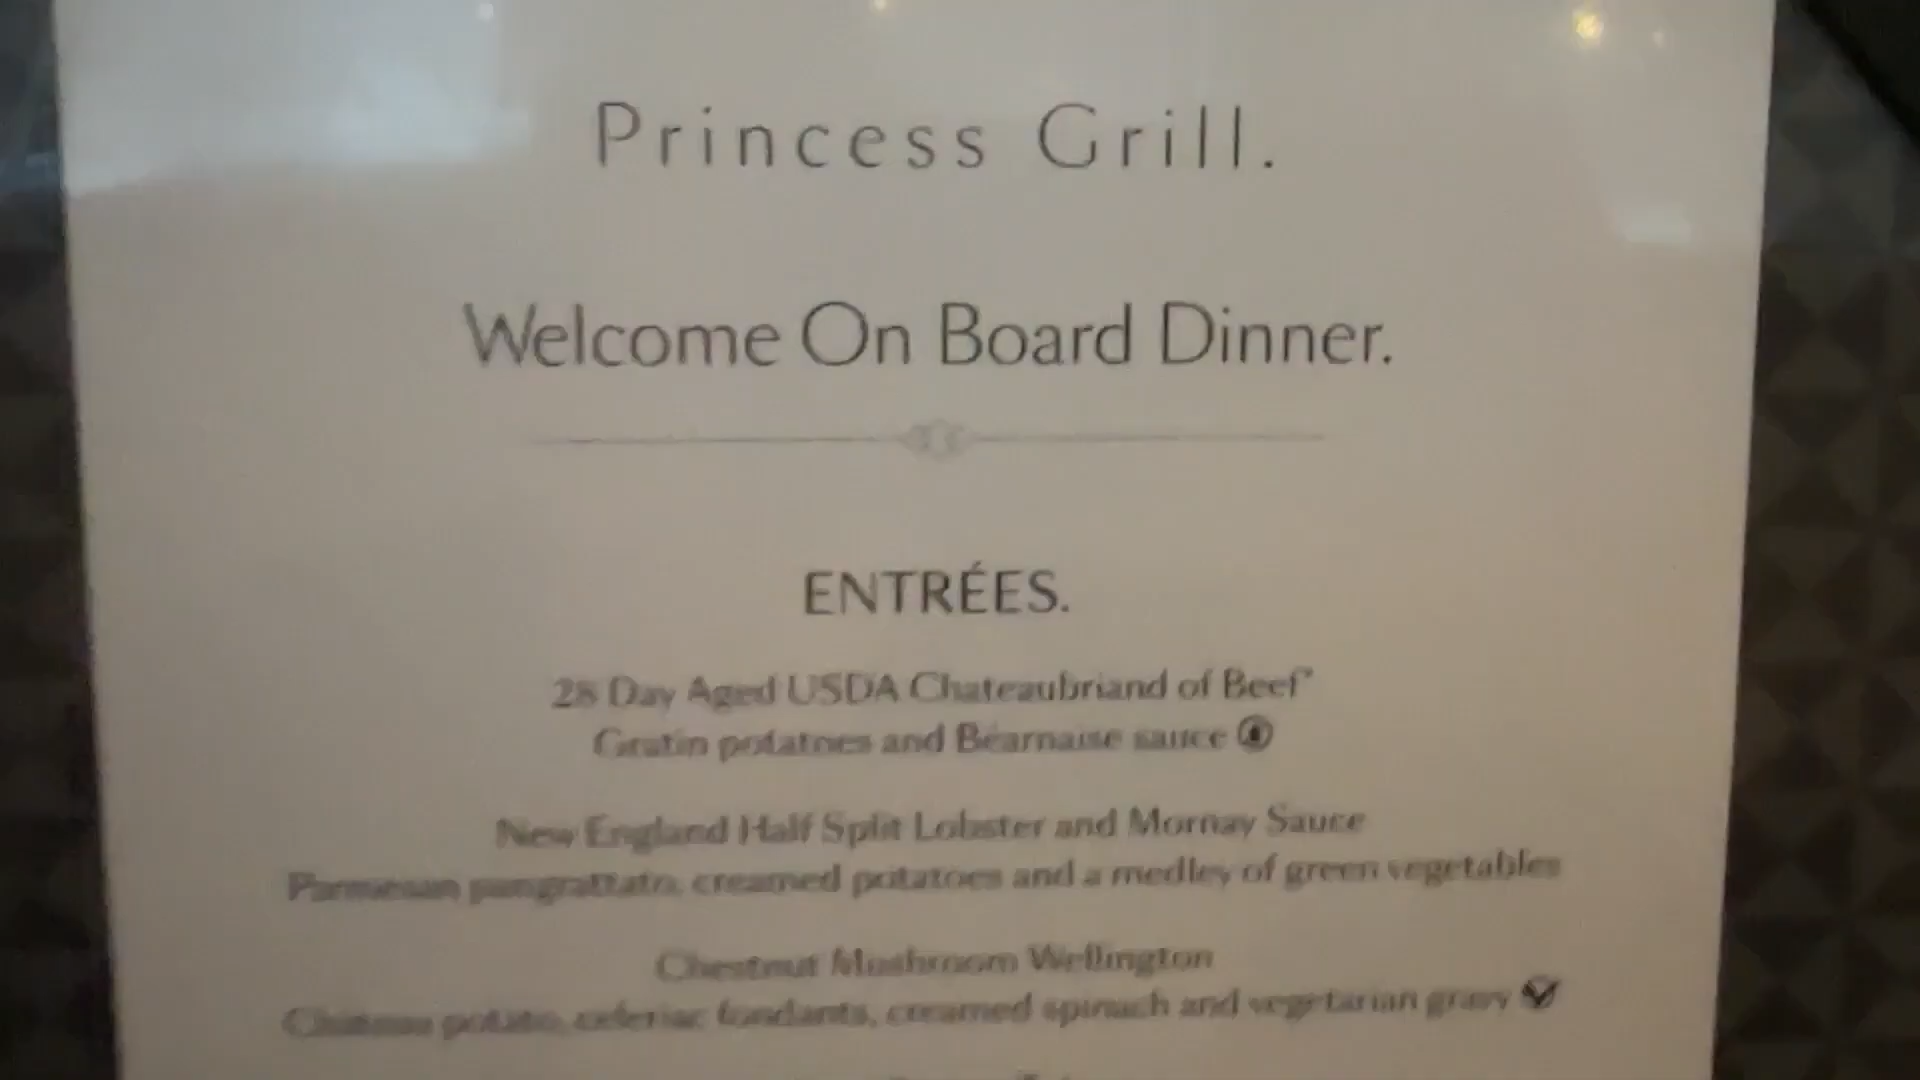 Princess Grill.
Welcome On Board Dinner.
ENTRÉES.
28 Day Aged USDA Chateaubriand of Beef*
Gratin potatoes and Béarnaise sauce
New England Half Split Lobster and Mornay Sauce
Parmesan pangrattato, creamed potatoes and a medley of green vegetables
Chestnut Mushroom Wellington
Château potato, celeriac fondants, creamed spinach and vegetarian gravy